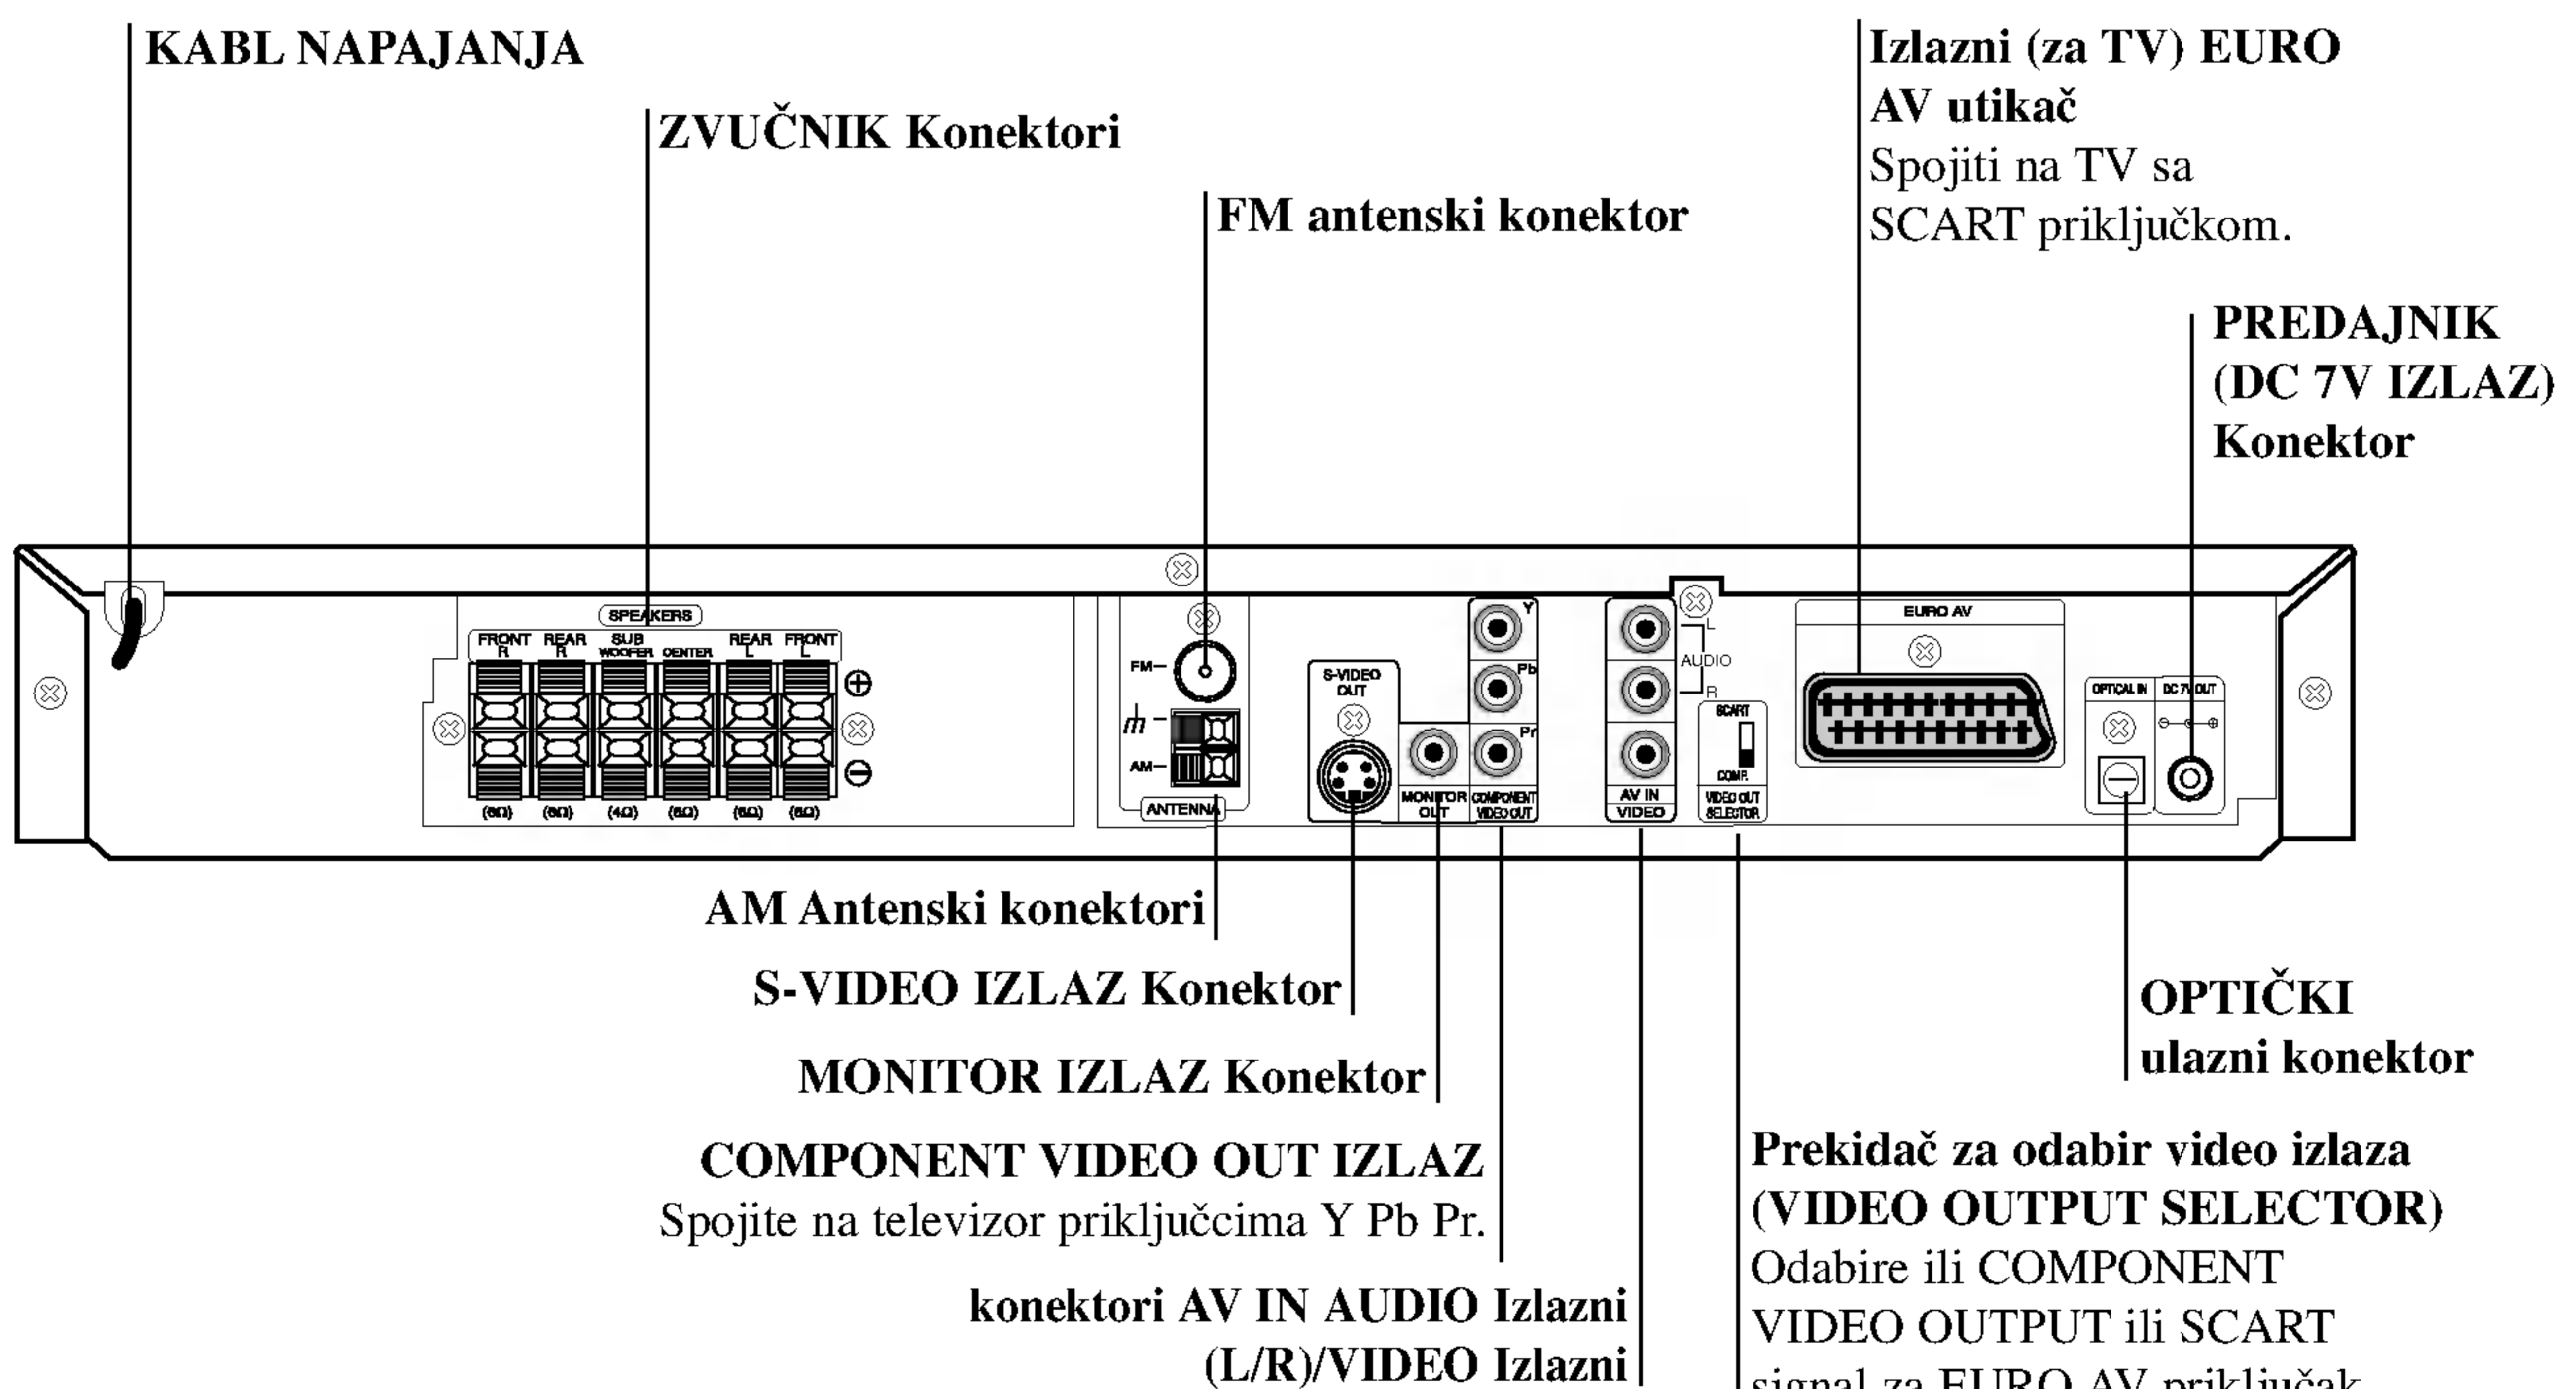 KABL NAPAJANJA
ZVUČNIK Konektori
FM antenski konektor
Izlazni (za TV) EURO
AV utikač
Spojiti na TV sa
SCART priključkom.
PREDAJNIK
(DC 7V IZLAZ)
Konektor
SPEAKERS
FRONT R
REAR R
SUB WOOFER
CENTER
REAR L
FRONT L
(6Ω) (6Ω) (4Ω) (6Ω) (6Ω) (6Ω)
FM
AM
ANTENNA
S-VIDEO
OUT
MONITOR
OUT
Y
Pb
Pr
COMPONENT
VIDEO OUT
L
AUDIO
R
AV IN
VIDEO
SCART
COMP.
VIDEO OUT
SELECTOR
EURO AV
OPTICAL IN
DC 7V OUT
AM Antenski konektori
S-VIDEO IZLAZ Konektor
MONITOR IZLAZ Konektor
COMPONENT VIDEO OUT IZLAZ
Spojite na televizor priključcima Y Pb Pr.
konektori AV IN AUDIO Izlazni
(L/R)/VIDEO Izlazni
OPTIČKI
ulazni konektor
Prekidač za odabir video izlaza
(VIDEO OUTPUT SELECTOR)
Odabire ili COMPONENT
VIDEO OUTPUT ili SCART
signal za EURO AV priključak